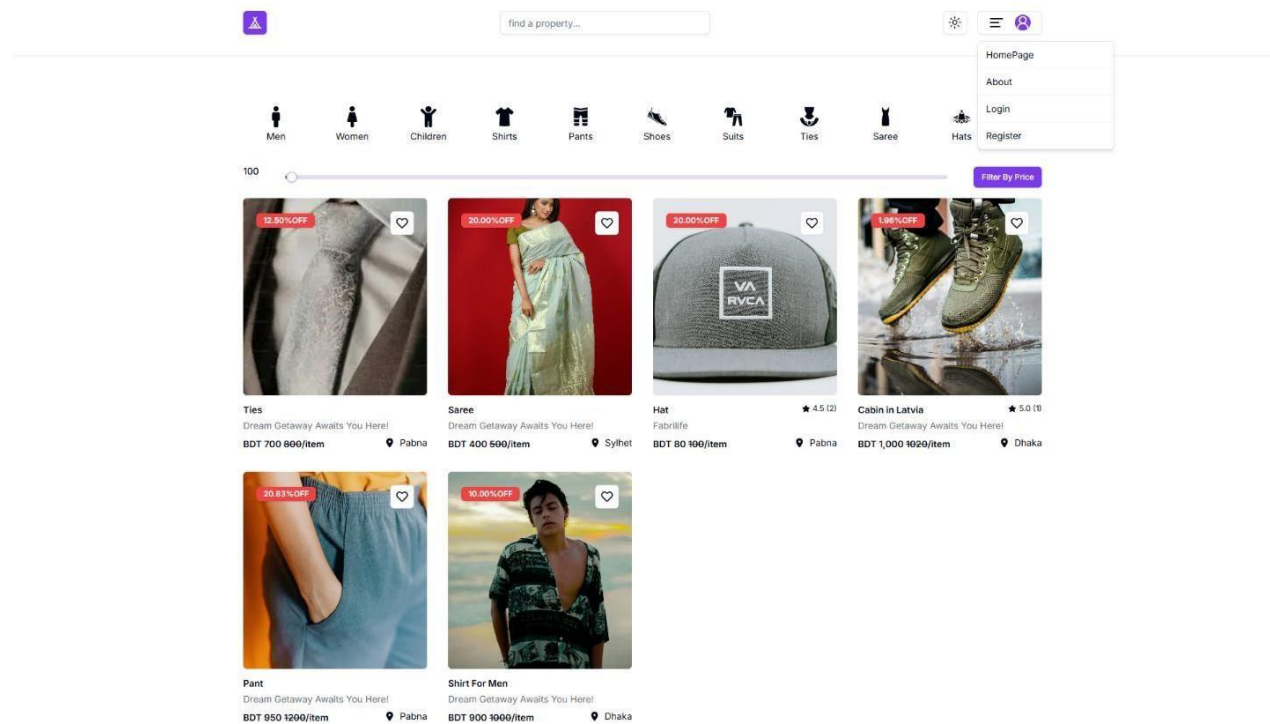 find a property...
HomePage
About
Login
Register
Men
Women
Children
Shirts
Pants
Shoes
Suits
Ties
Saree
Hats
100
Filter By Price
12.50%OFF
20.00%OFF
20.00%OFF
VA
RVCA
1.96%OFF
Ties
Dream Getaway Awaits You Here!
BDT 700 800/item
Pabna
Saree
Dream Getaway Awaits You Here!
BDT 400 500/item
Sylhet
Hat
4.5 (2)
Fabrilife
BDT 80 100/item
Pabna
Cabin in Latvia
5.0 (1)
Dream Getaway Awaits You Here!
BDT 1,000 1020/item
Dhaka
20.83%OFF
10.00%OFF
Pant
Dream Getaway Awaits You Here!
BDT 950 1200/item
Pabna
Shirt For Men
Dream Getaway Awaits You Here!
BDT 900 1000/item
Dhaka